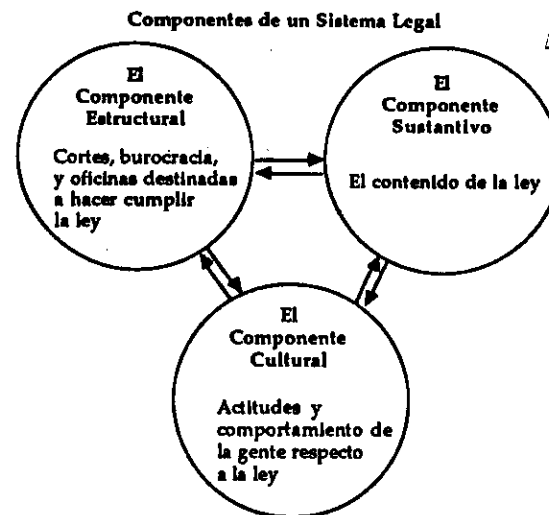 Componentes de un Sistema Legal
El
Componente
Estructural
Cortes, burocracia,
y oficinas destinadas
a hacer cumplir
la ley
El
Componente
Sustantivo
El contenido de la ley
El
Componente
Cultural
Actitudes y
comportamiento de
la gente respecto
a la ley